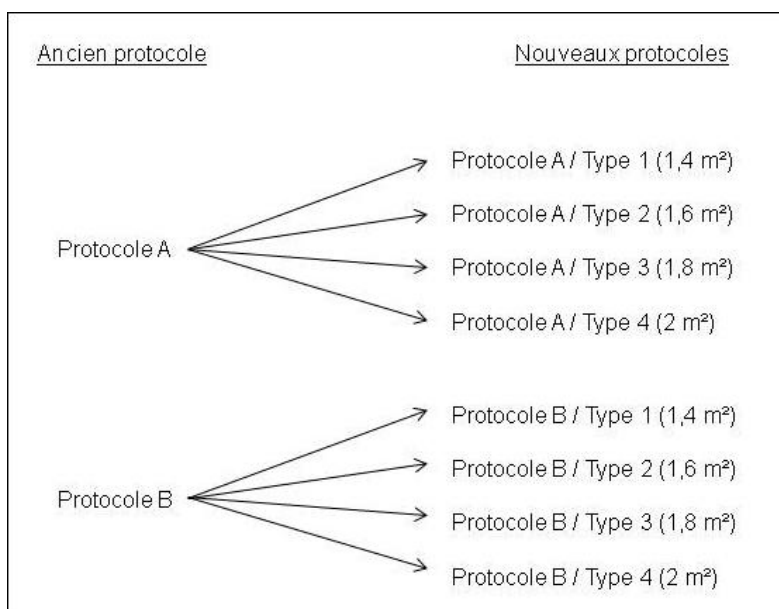 Ancien protocole
Nouveaux protocoles
Protocole A
Protocole A / Type 1 (1,4 m²)
Protocole A / Type 2 (1,6 m²)
Protocole A / Type 3 (1,8 m²)
Protocole A / Type 4 (2 m²)
Protocole B
Protocole B / Type 1 (1,4 m²)
Protocole B / Type 2 (1,6 m²)
Protocole B / Type 3 (1,8 m²)
Protocole B / Type 4 (2 m²)